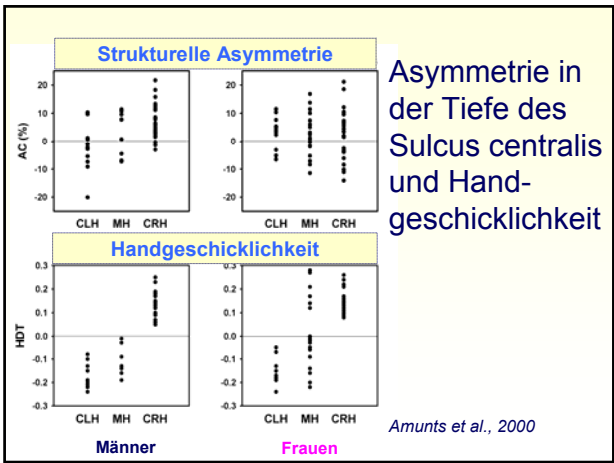 Strukturelle Asymmetrie
AC (%)
20
10
0
-10
-20
CLH MH CRH
20
10
0
-10
-20
CLH MH CRH
Asymmetrie in
der Tiefe des
Sulcus centralis
und Hand-
geschicklichkeit
Handgeschicklichkeit
HDT
0.3
0.2
0.1
0.0
-0.1
-0.2
-0.3
CLH MH CRH
Männer
0.3
0.2
0.1
0.0
-0.1
-0.2
-0.3
CLH MH CRH
Frauen
Amunts et al., 2000